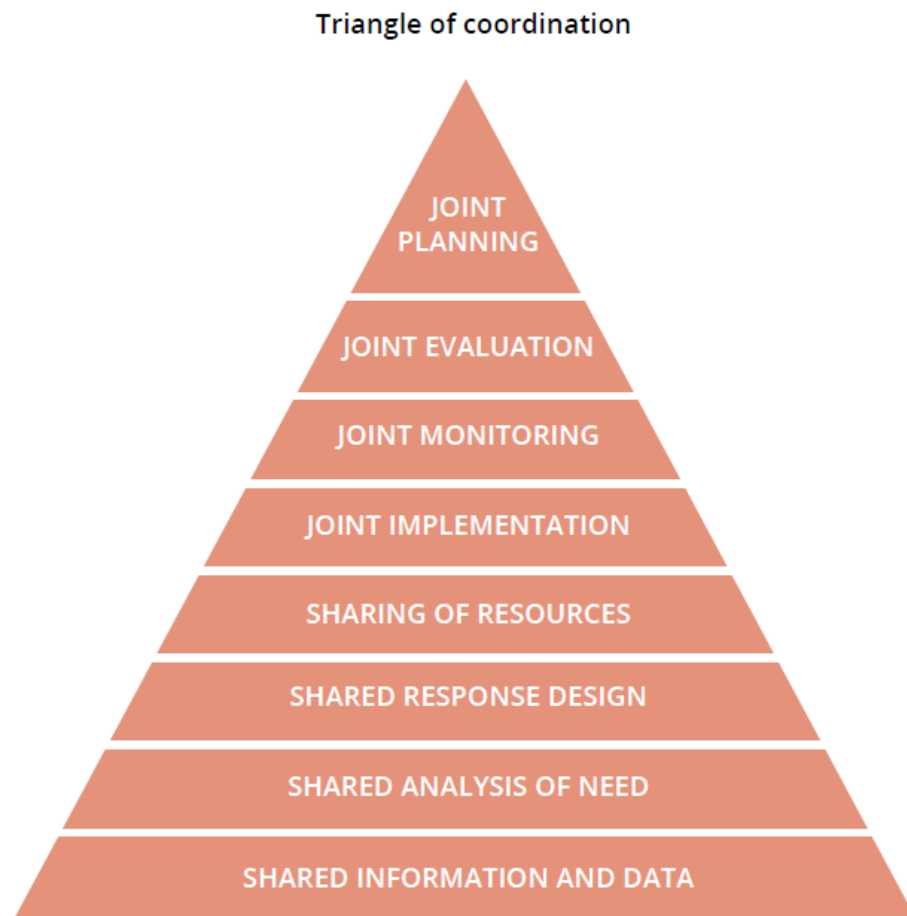 Triangle of coordination
JOINT
PLANNING
JOINT EVALUATION
JOINT MONITORING
JOINT IMPLEMENTATION
SHARING OF RESOURCES
SHARED RESPONSE DESIGN
SHARED ANALYSIS OF NEED
SHARED INFORMATION AND DATA